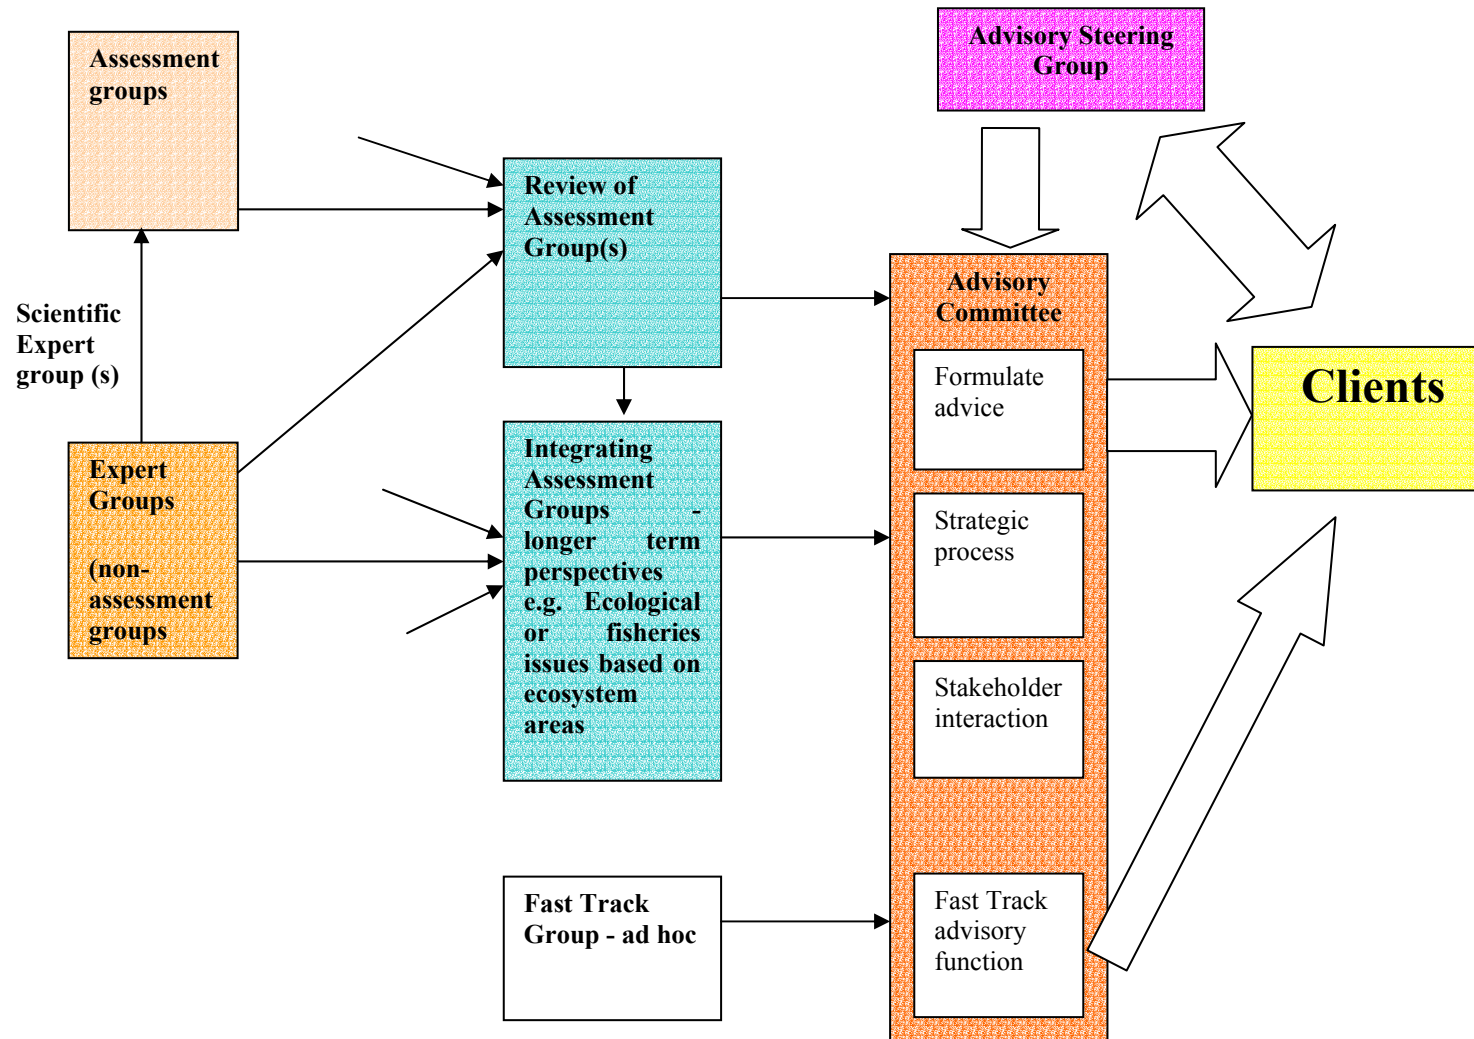 Assessment
groups
Advisory Steering
Group
Review of
Assessment
Group(s)
Advisory
Committee
Scientific
Expert
group (s)
Formulate
advice
Clients
Expert
Groups
(non-
assessment
groups
Integrating
Assessment
Groups -
longer term
perspectives
e.g. Ecological
or fisheries
issues based on
ecosystem
areas
Strategic
process
Stakeholder
interaction
Fast Track
Group - ad hoc
Fast Track
advisory
function